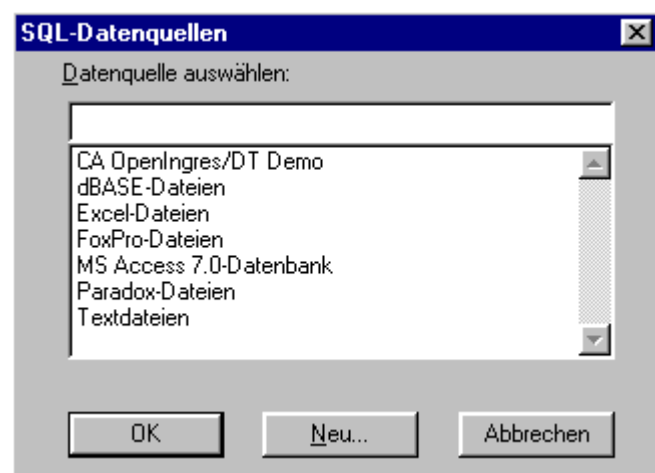 SQL-Datenquellen
Datenquelle auswählen:
CA OpenIngres/DT Demo
dBASE-Dateien
Excel-Dateien
FoxPro-Dateien
MS Access 7.0-Datenbank
Paradox-Dateien
Textdateien
OK
Neu...
Abbrechen